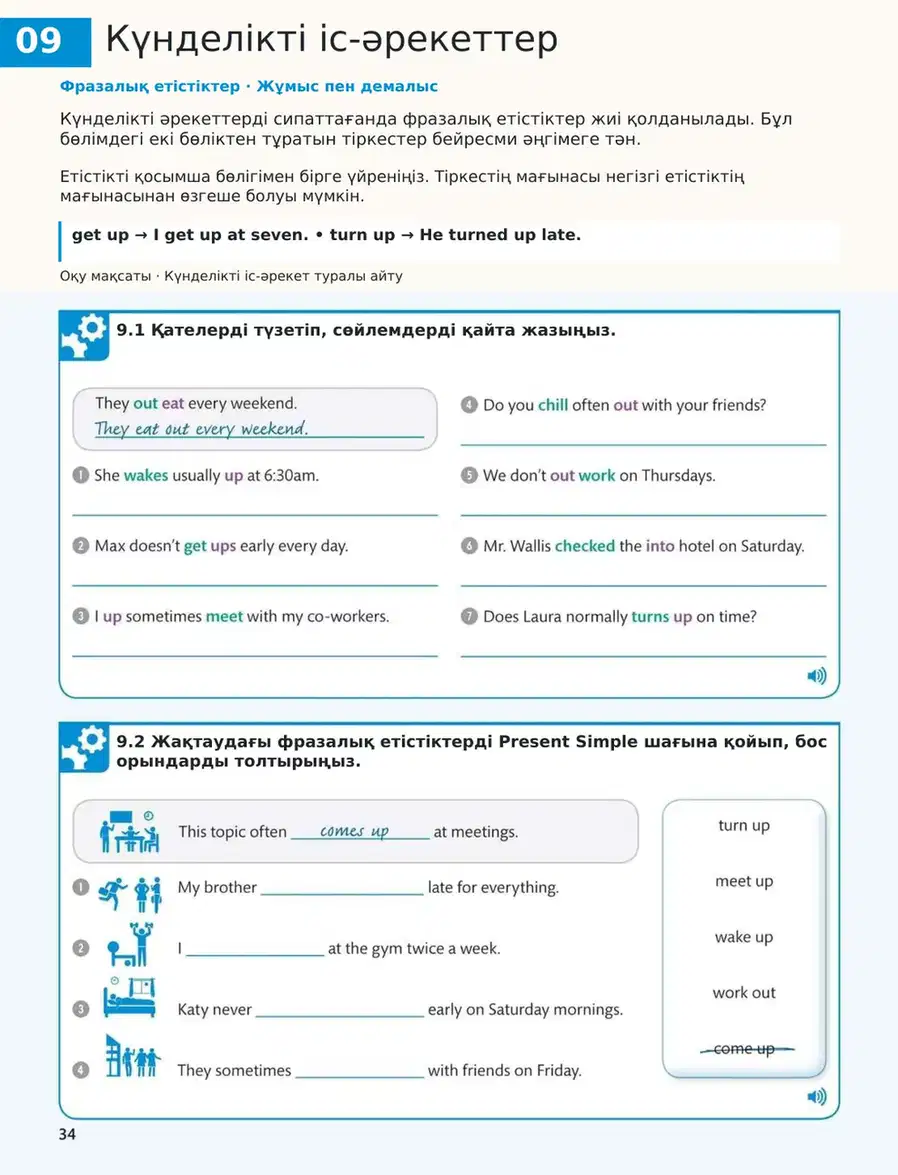 09 Күнделікті іс-әрекеттер
Фразалық етістіктер · Жұмыс пен демалыс
Күнделікті әрекеттерді сипаттағанда фразалық етістіктер жиі қолданылады. Бұл
бөлімдегі екі бөліктен тұратын тіркестер бейресми әңгімеге тән.
Етістікті қосымша бөлігімен бірге үйреніңіз. Тіркестің мағынасы негізгі етістіктің
мағынасынан өзгеше болуы мүмкін.
get up → I get up at seven. • turn up → He turned up late.
Оқу мақсаты · Күнделікті іс-әрекет туралы айту
9.1 Қателерді түзетіп, сөйлемдерді қайта жазыңыз.
They out eat every weekend.
They eat out every weekend.
1 She wakes usually up at 6:30am.
2 Max doesn't get ups early every day.
3 I up sometimes meet with my co-workers.
4 Do you chill often out with your friends?
5 We don't out work on Thursdays.
6 Mr. Wallis checked the into hotel on Saturday.
7 Does Laura normally turns up on time?
9.2 Жақтаудағы фразалық етістіктерді Present Simple шағына қойып, бос
орындарды толтырыңыз.
This topic often comes up at meetings.
1 My brother late for everything.
2 I at the gym twice a week.
3 Katy never early on Saturday mornings.
4 They sometimes with friends on Friday.
turn up
meet up
wake up
work out
come up
34